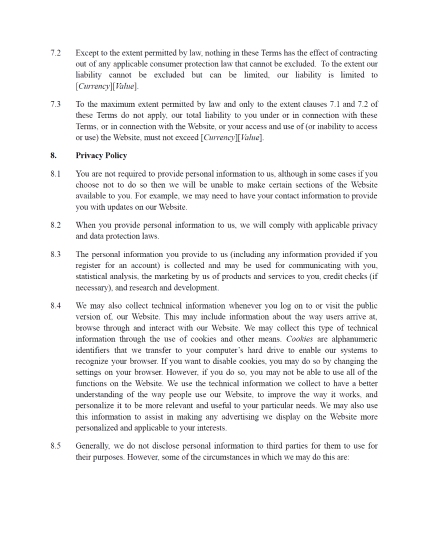 7.2 Except to the extent permitted by law, nothing in these Terms has the effect of contracting
out of any applicable consumer protection law that cannot be excluded. To the extent our
liability cannot be excluded but can be limited, our liability is limited to
[Currency][Value].
7.3 To the maximum extent permitted by law and only to the extent clauses 7.1 and 7.2 of
these Terms do not apply, our total liability to you under or in connection with these
Terms, or in connection with the Website, or your access and use of (or inability to access
or use) the Website, must not exceed [Currency][Value].
8. Privacy Policy
8.1 You are not required to provide personal information to us, although in some cases if you
choose not to do so then we will be unable to make certain sections of the Website
available to you. For example, we may need to have your contact information to provide
you with updates on our Website.
8.2 When you provide personal information to us, we will comply with applicable privacy
and data protection laws.
8.3 The personal information you provide to us (including any information provided if you
register for an account) is collected and may be used for communicating with you,
statistical analysis, the marketing by us of products and services to you, credit checks (if
necessary), and research and development.
8.4 We may also collect technical information whenever you log on to or visit the public
version of, our Website. This may include information about the way users arrive at,
browse through and interact with our Website. We may collect this type of technical
information through the use of cookies and other means. Cookies are alphanumeric
identifiers that we transfer to your computer's hard drive to enable our systems to
recognize your browser. If you want to disable cookies, you may do so by changing the
settings on your browser. However, if you do so, you may not be able to use all of the
functions on the Website. We use the technical information we collect to have a better
understanding of the way people use our Website, to improve the way it works, and
personalize it to be more relevant and useful to your particular needs. We may also use
this information to assist in making any advertising we display on the Website more
personalized and applicable to your interests.
8.5 Generally, we do not disclose personal information to third parties for them to use for
their purposes. However, some of the circumstances in which we may do this are: